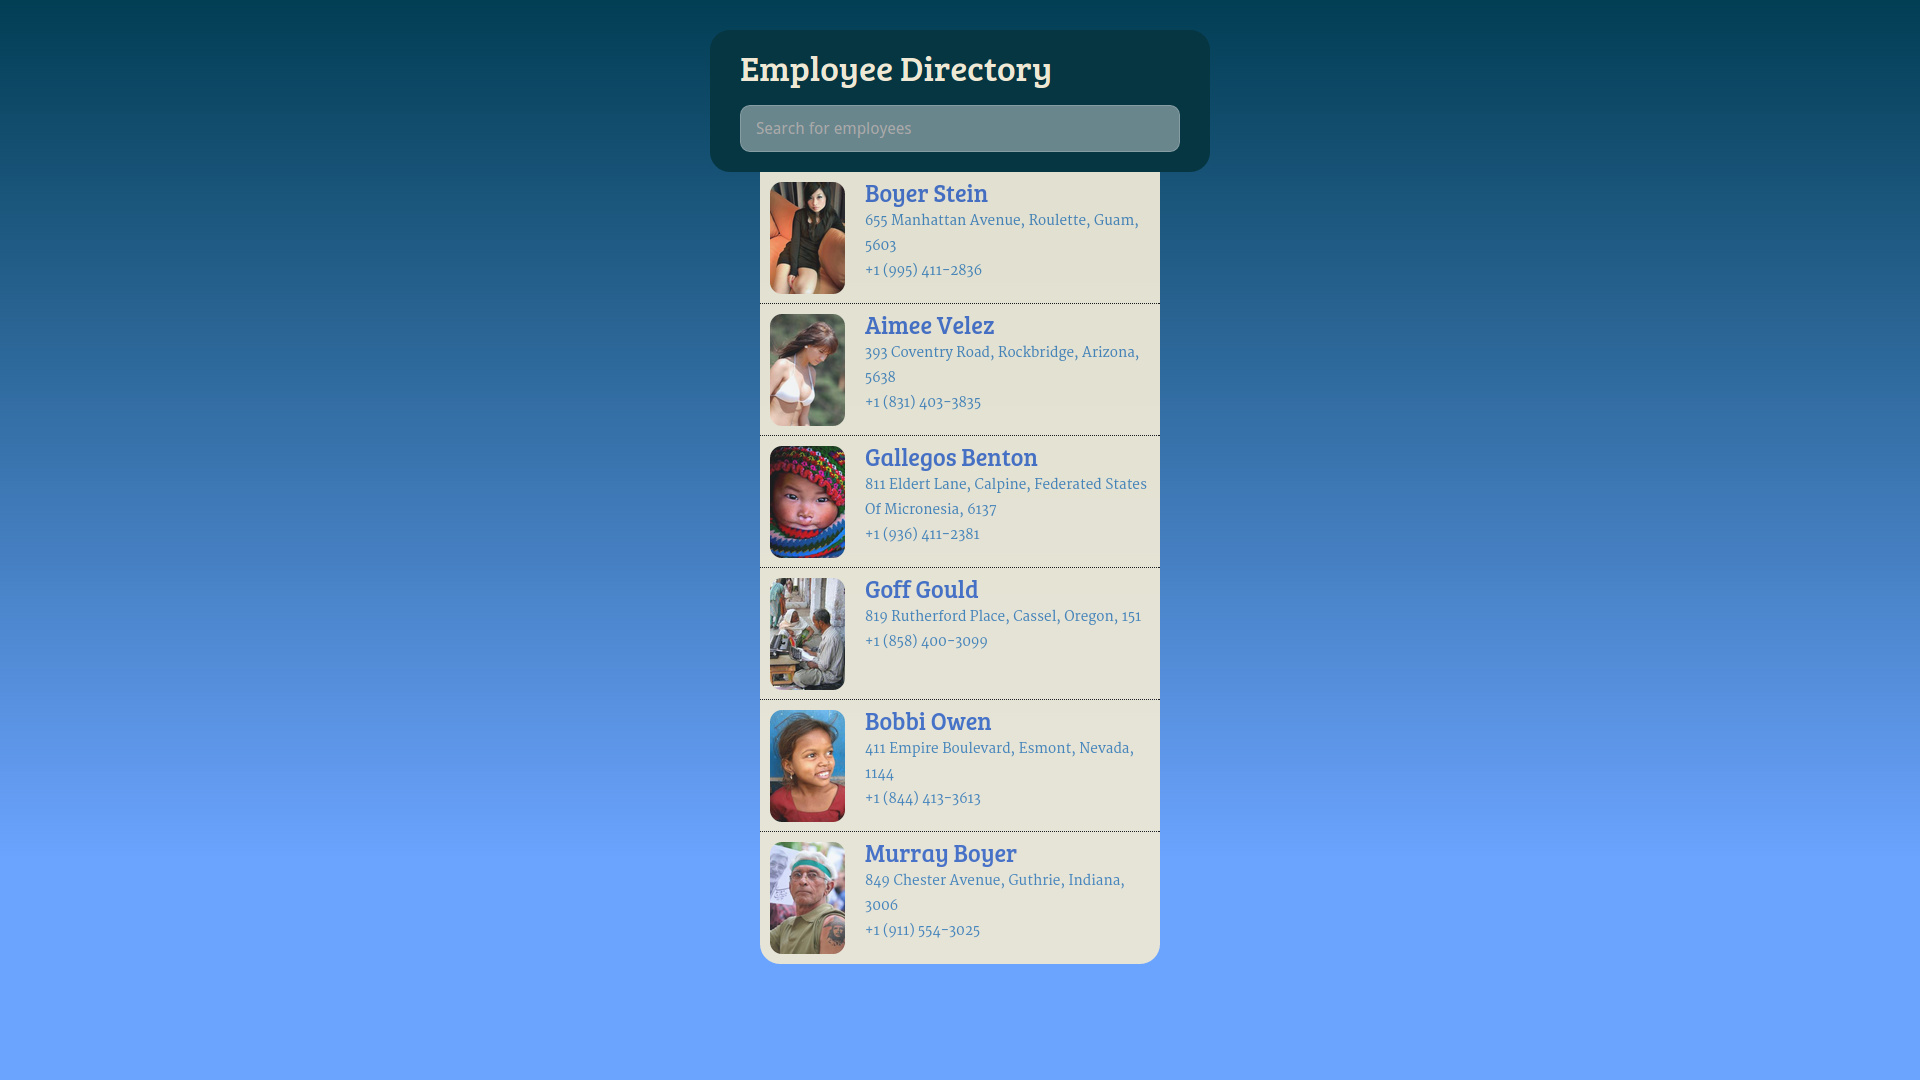 Employee Directory
Search for employees
Boyer Stein
655 Manhattan Avenue, Roulette, Guam,
5603
+1 (995) 411-2836
Aimee Velez
393 Coventry Road, Rockbridge, Arizona,
5638
+1 (831) 403-3835
Gallegos Benton
811 Eldert Lane, Calpine, Federated States
Of Micronesia, 6137
+1 (936) 411-2381
Goff Gould
819 Rutherford Place, Cassel, Oregon, 151
+1 (858) 400-3099
Bobbi Owen
411 Empire Boulevard, Esmont, Nevada,
1144
+1 (844) 413-3613
Murray Boyer
849 Chester Avenue, Guthrie, Indiana,
3006
+1 (911) 554-3025